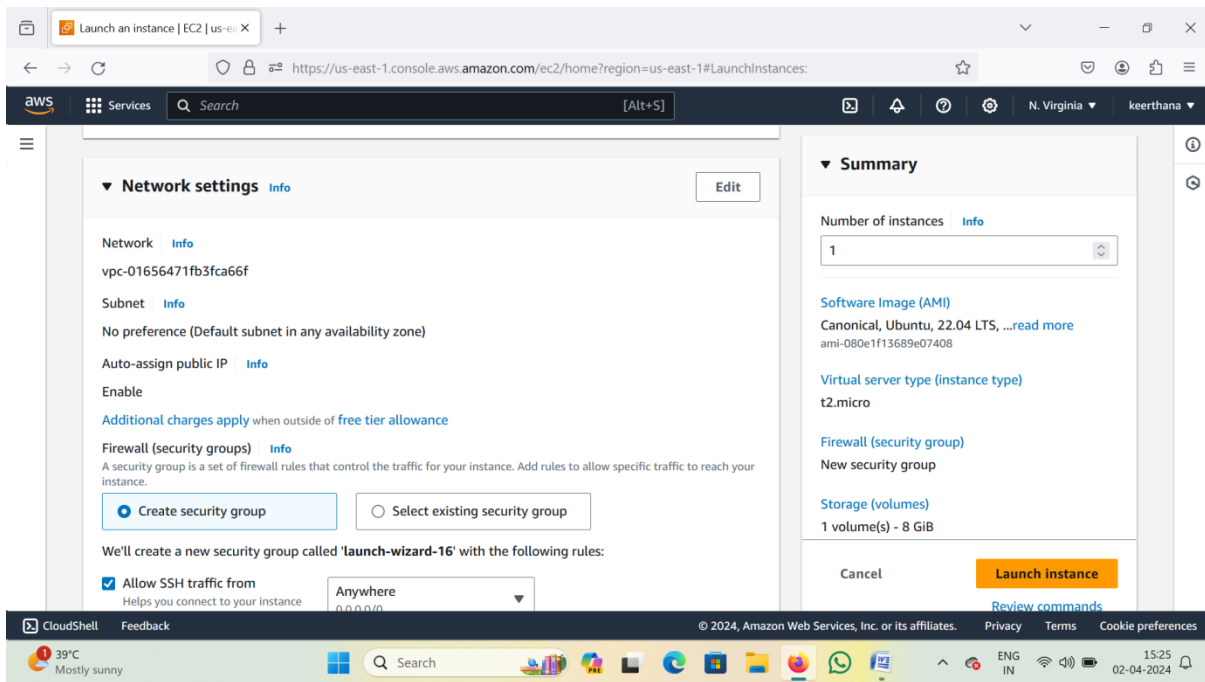 Launch an instance | EC2 | us-ea
https://us-east-1.console.aws.amazon.com/ec2/home?region=us-east-1#LaunchInstances:
aws
Services
Search
[Alt+S]
N. Virginia
keerthana
Network settings Info
Edit
Network Info
vpc-01656471fb3fca66f
Subnet Info
No preference (Default subnet in any availability zone)
Auto-assign public IP Info
Enable
Additional charges apply when outside of free tier allowance
Firewall (security groups) Info
A security group is a set of firewall rules that control the traffic for your instance. Add rules to allow specific traffic to reach your
instance.
Create security group
Select existing security group
We'll create a new security group called 'launch-wizard-16' with the following rules:
Allow SSH traffic from
Helps you connect to your instance
Anywhere
0.0.0.0/0
Summary
Number of instances Info
1
Software Image (AMI)
Canonical, Ubuntu, 22.04 LTS, ...read more
ami-080e1f13689e07408
Virtual server type (instance type)
t2.micro
Firewall (security group)
New security group
Storage (volumes)
1 volume(s) - 8 GiB
Cancel
Launch instance
Review commands
CloudShell
Feedback
© 2024, Amazon Web Services, Inc. or its affiliates.
Privacy
Terms
Cookie preferences
1
39°C
Mostly sunny
Search
PRE
ENG
IN
15:25
02-04-2024